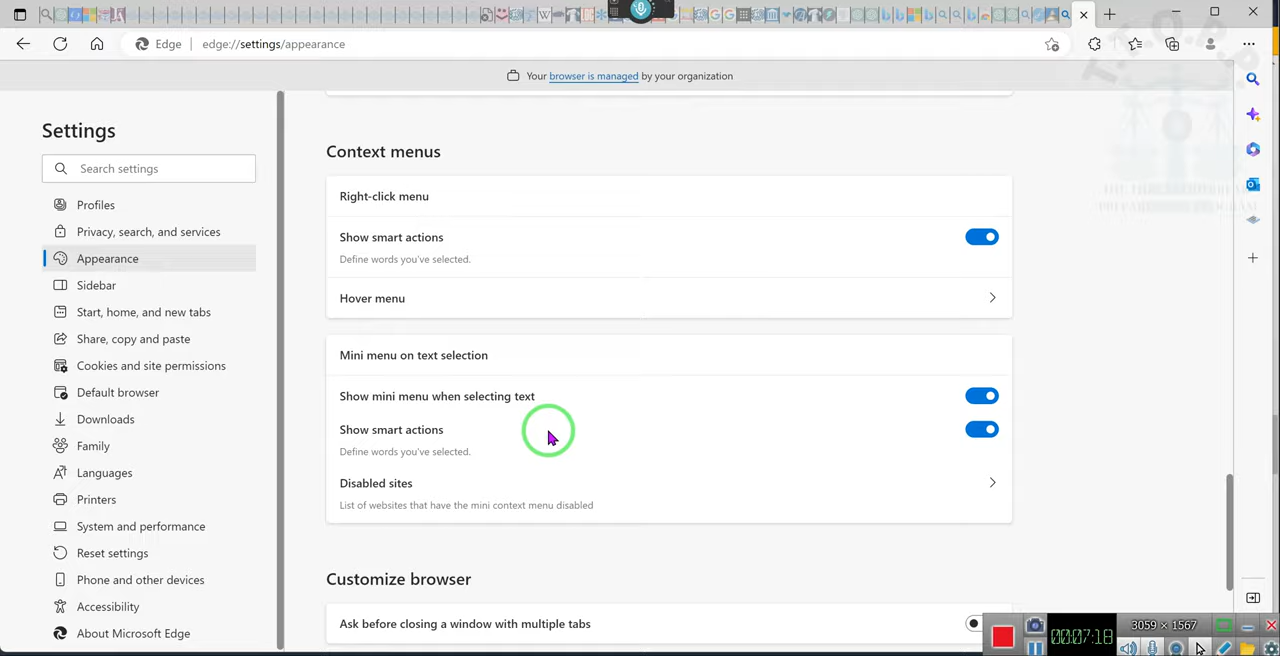 Edge
edge://settings/appearance
Your browser is managed by your organization
Settings
Search settings
Profiles
Privacy, search, and services
Appearance
Sidebar
Start, home, and new tabs
Share, copy and paste
Cookies and site permissions
Default browser
Downloads
Family
Languages
Printers
System and performance
Reset settings
Phone and other devices
Accessibility
About Microsoft Edge
Context menus
Right-click menu
Show smart actions
Define words you've selected.
Hover menu
Mini menu on text selection
Show mini menu when selecting text
Show smart actions
Define words you've selected.
Disabled sites
List of websites that have the mini context menu disabled
Customize browser
Ask before closing a window with multiple tabs
00:07:18
3059 × 1567